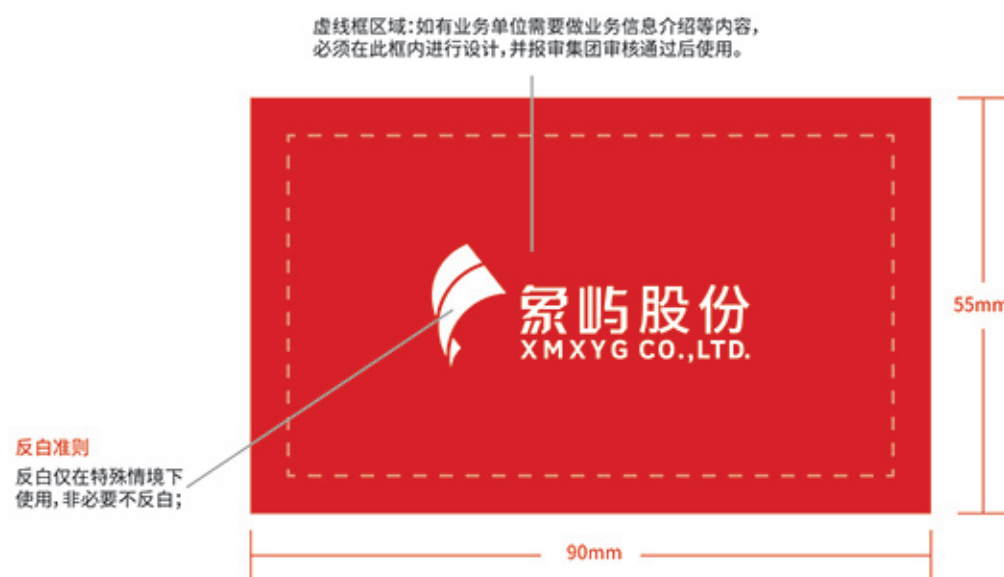 虚线框区域：如有业务单位需要做业务信息介绍等内容，
必须在此框内进行设计，并报审集团审核通过后使用。
象屿股份
XMXYG CO.,LTD.
55mm
反白准则
反白仅在特殊情境下
使用，非必要不反白；
90mm